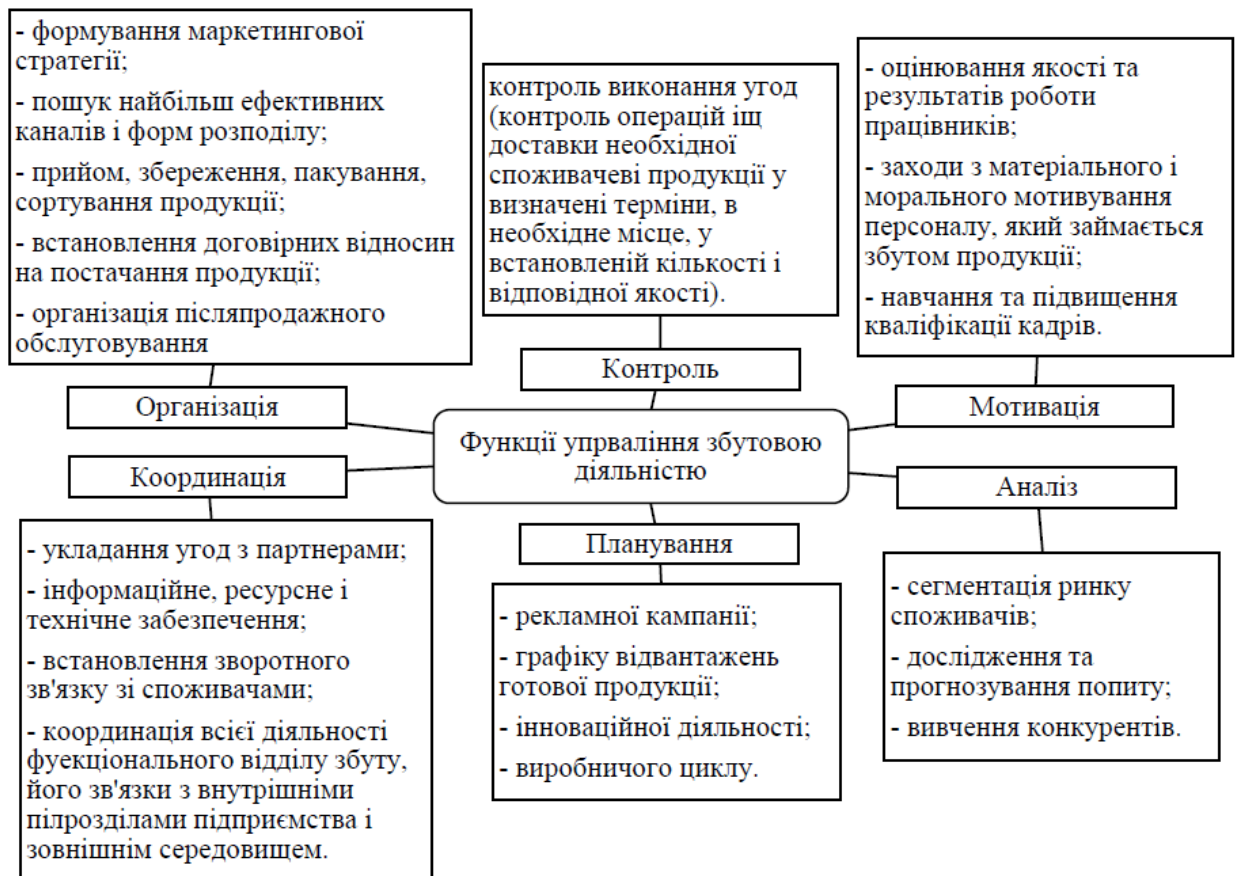 - формування маркетингової
стратегії;
- пошук найбільш ефективних
каналів і форм розподілу;
- прийом, збереження, пакування,
сортування продукції;
- встановлення договірних відносин
на постачання продукції;
- організація післяпродажного
обслуговування
контроль виконання угод
(контроль операцій іщ
доставки необхідної
споживачеві продукції у
визначені терміни, в
необхідне місце, у
встановленій кількості і
відповідної якості).
- оцінювання якості та
результатів роботи
працівників;
- заходи з матеріального і
морального мотивування
персоналу, який займається
збутом продукції;
- навчання та підвищення
кваліфікації кадрів.
Організація
Контроль
Мотивація
Функції упрваління збутовою
діяльністю
Координація
Планування
Аналіз
- укладання угод з партнерами;
- інформаційне, ресурсне і
технічне забезпечення;
- встановлення зворотного
зв'язку зі споживачами;
- координація всієї діяльності
фуекціонального відділу збуту,
його зв'язки з внутрішніми
пілрозділами підприємства і
зовнішнім середовищем.
- рекламної кампанії;
- графіку відвантажень
готової продукції;
- інноваційної діяльності;
- виробничого циклу.
- сегментація ринку
споживачів;
- дослідження та
прогнозування попиту;
- вивчення конкурентів.